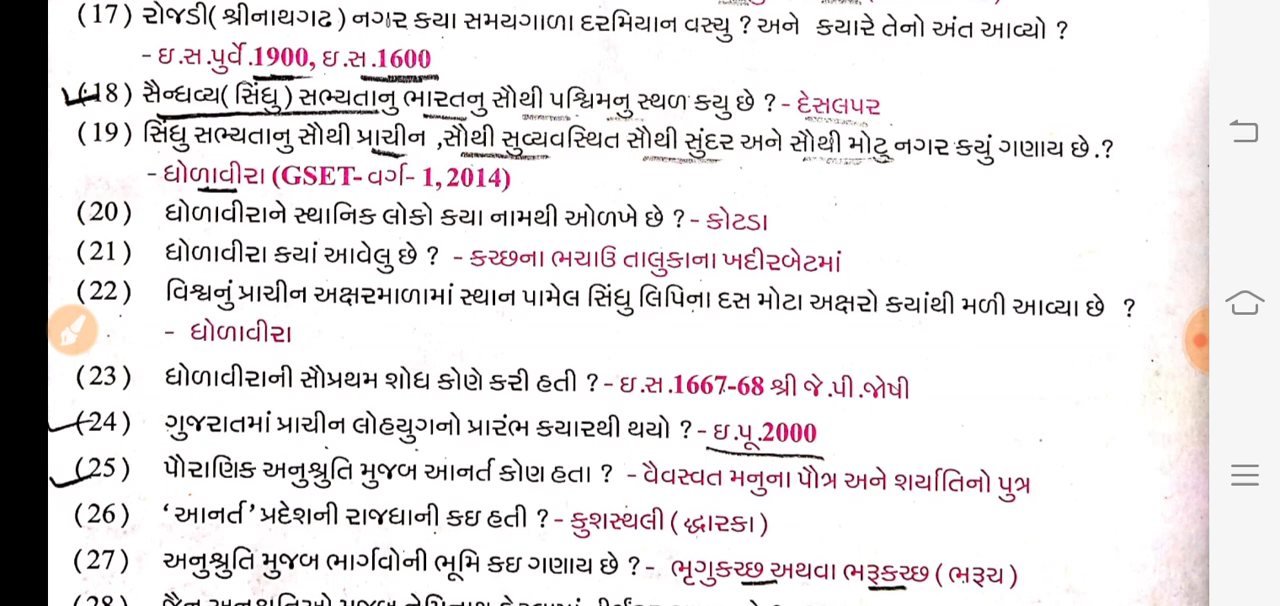 (17) રોજડી(શ્રીનાથગઢ) નગર કયા સમયગાળા દરમિયાન વસ્યુ ? અને કયારે તેનો અંત આવ્યો ?
- ઇ.સ.પુર્વે.1900, ઇ.સ.1600
(18) સૈન્ધવ્ય(સિંધુ) સભ્યતાનુ ભારતનુ સૌથી પશ્ચિમનુ સ્થળ કયુ છે ? - દેસલપર
(19) સિંધુ સભ્યતાનુ સૌથી પ્રાચીન ,સૌથી સુવ્યવસ્થિત સૌથી સુંદર અને સૌથી મોટુ નગર કયું ગણાય છે.?
- ધોળાવીરા (GSET- વર્ગ- 1, 2014)
(20) ધોળાવીરાને સ્થાનિક લોકો કયા નામથી ઓળખે છે ? - કોટડા
(21) ધોળાવીરા કયાં આવેલુ છે ? - કચ્છના ભચાઉ તાલુકાના ખદીરબેટમાં
(22) વિશ્વનું પ્રાચીન અક્ષરમાળામાં સ્થાન પામેલ સિંધુ લિપિના દસ મોટા અક્ષરો કયાંથી મળી આવ્યા છે ?
- ધોળાવીરા
(23) ધોળાવીરાની સૌપ્રથમ શોધ કોણે કરી હતી ? - ઇ.સ.1667-68 શ્રી જે.પી.જોષી
(24) ગુજરાતમાં પ્રાચીન લોહયુગનો પ્રારંભ કયારથી થયો ? - ઇ.પૂ.2000
(25) પૌરાણિક અનુશ્રુતિ મુજબ આનર્ત કોણ હતા ? - વૈવસ્વત મનુના પૌત્ર અને શર્યાતિનો પુત્ર
(26) 'આનર્ત' પ્રદેશની રાજધાની કઇ હતી ? - કુશસ્થલી (દ્વારકા)
(27) અનુશ્રુતિ મુજબ ભાર્ગવોની ભૂમિ કઇ ગણાય છે ? - ભૃગુકચ્છ અથવા ભરૂકચ્છ (ભરૂચ)
(28)